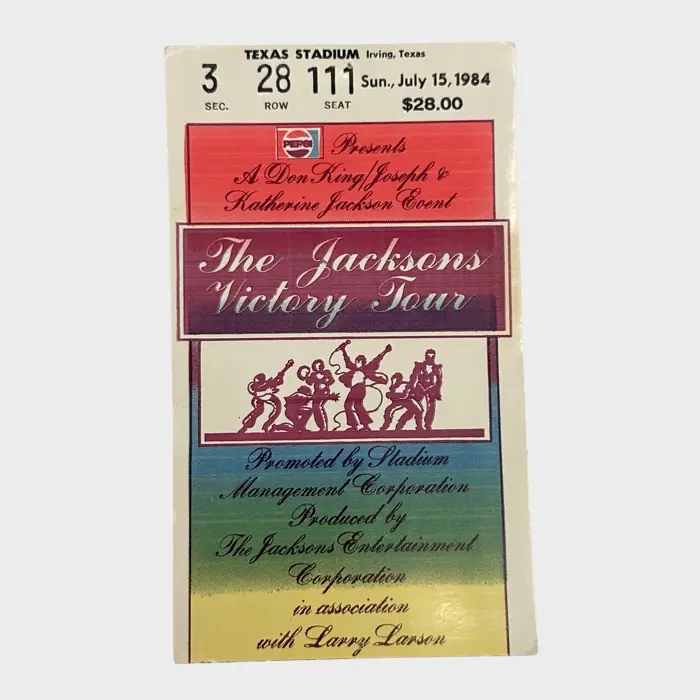 TEXAS STADIUM Irving, Texas
3 28 111 Sun., July 15, 1984
SEC. ROW SEAT $28.00
PEPSI Presents
A Don King/Joseph &
Katherine Jackson Event
The Jacksons
Victory Tour
Promoted by Stadium
Management Corporation
Produced by
The Jacksons Entertainment
Corporation
in association
with Larry Larson